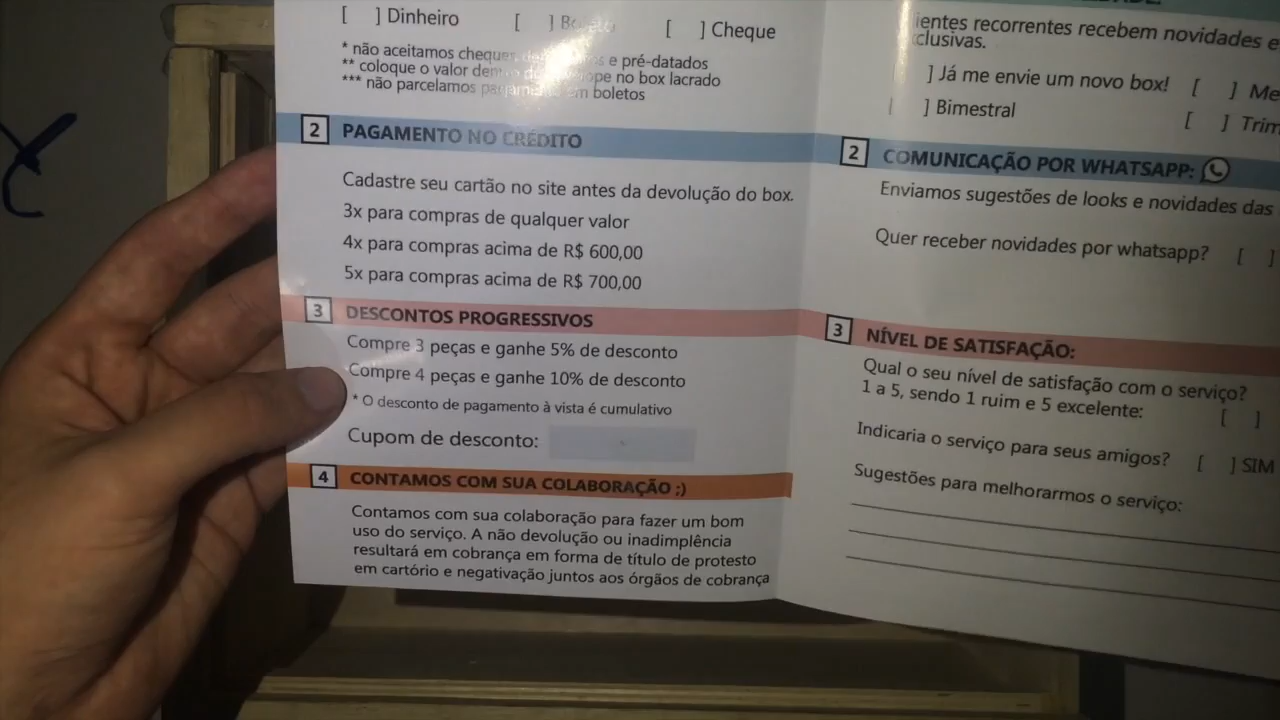 [ ] Dinheiro [ ] Boleto [ ] Cheque
* não aceitamos cheques e pré-datados
** coloque o valor dentro do envelope no box lacrado
*** não parcelamos pagamento em boletos
2 PAGAMENTO NO CRÉDITO
Cadastre seu cartão no site antes da devolução do box.
3x para compras de qualquer valor
4x para compras acima de R$ 600,00
5x para compras acima de R$ 700,00
3 DESCONTOS PROGRESSIVOS
Compre 3 peças e ganhe 5% de desconto
Compre 4 peças e ganhe 10% de desconto
* O desconto de pagamento à vista é cumulativo
Cupom de desconto:
4 CONTAMOS COM SUA COLABORAÇÃO ;)
Contamos com sua colaboração para fazer um bom
uso do serviço. A não devolução ou inadimplência
resultará em cobrança em forma de título de protesto
em cartório e negativação juntos aos órgãos de cobrança
recorrentes recebem novidades e
] Já me envie um novo box! [ ]
[ ] Bimestral [ ]
2 COMUNICAÇÃO POR WHATSAPP:
Enviamos sugestões de looks e novidades das
Quer receber novidades por whatsapp? [ ]
3 NÍVEL DE SATISFAÇÃO:
Qual o seu nível de satisfação com o serviço?
1 a 5, sendo 1 ruim e 5 excelente: [ ]
Indicaria o serviço para seus amigos? [ ] SIM
Sugestões para melhorarmos o serviço: